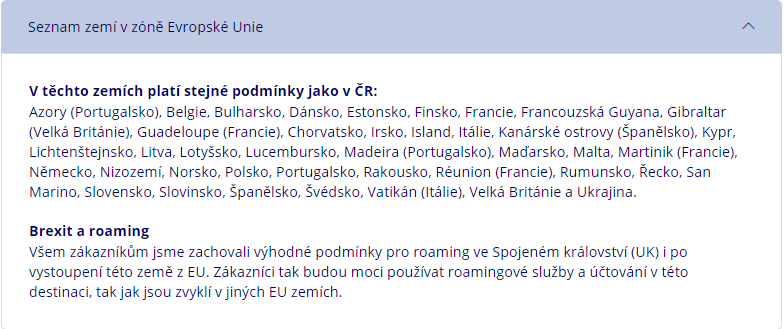 Seznam zemí v zóně Evropské Unie
V těchto zemích platí stejné podmínky jako v ČR:
Azory (Portugalsko), Belgie, Bulharsko, Dánsko, Estonsko, Finsko, Francie, Francouzská Guyana, Gibraltar
(Velká Británie), Guadeloupe (Francie), Chorvatsko, Irsko, Island, Itálie, Kanárské ostrovy (Španělsko), Kypr,
Lichtenštejnsko, Litva, Lotyšsko, Lucembursko, Madeira (Portugalsko), Maďarsko, Malta, Martinik (Francie),
Německo, Nizozemí, Norsko, Polsko, Portugalsko, Rakousko, Réunion (Francie), Rumunsko, Řecko, San
Marino, Slovensko, Slovinsko, Španělsko, Švédsko, Vatikán (Itálie), Velká Británie a Ukrajina.
Brexit a roaming
Všem zákazníkům jsme zachovali výhodné podmínky pro roaming ve Spojeném království (UK) i po
vystoupení této země z EU. Zákazníci tak budou moci používat roamingové služby a účtování v této
destinaci, tak jak jsou zvyklí v jiných EU zemích.